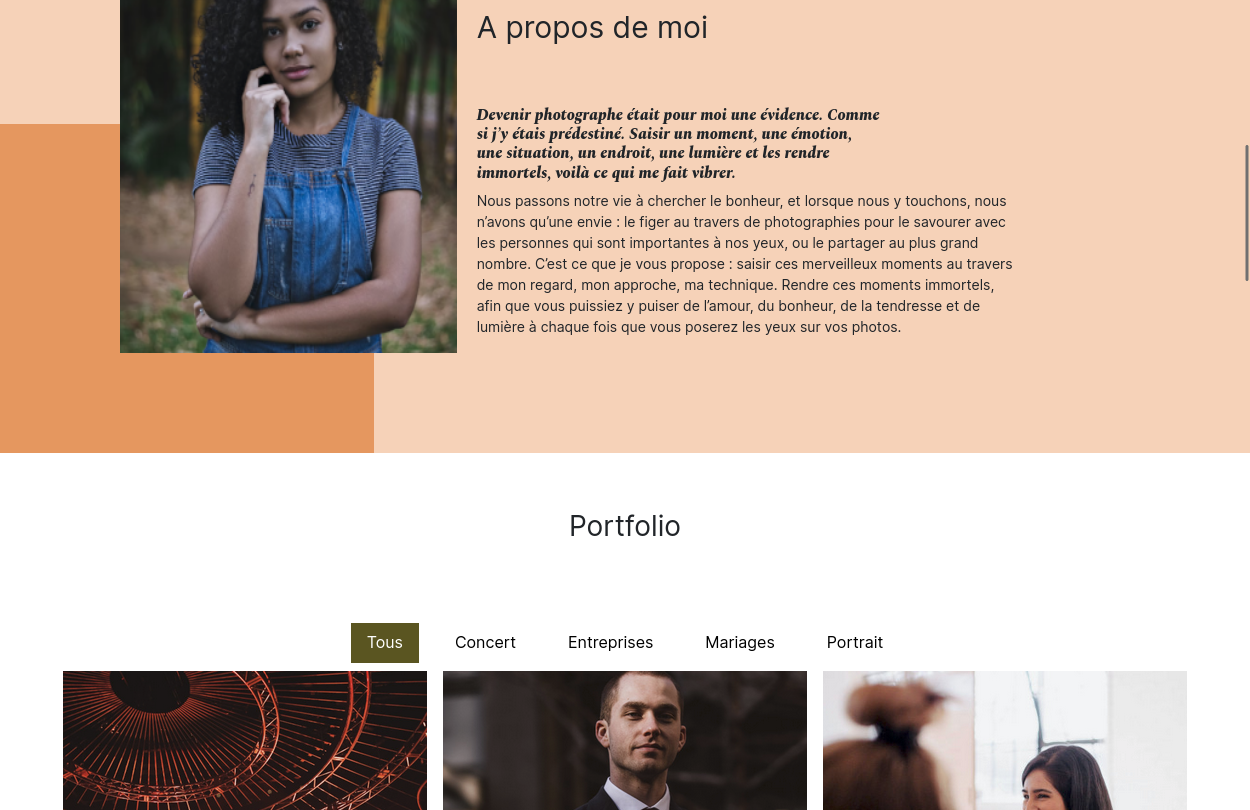 A propos de moi
Devenir photographe était pour moi une évidence. Comme
si j’y étais prédestiné. Saisir un moment, une émotion,
une situation, un endroit, une lumière et les rendre
immortels, voilà ce qui me fait vibrer.
Nous passons notre vie à chercher le bonheur, et lorsque nous y touchons, nous
n’avons qu’une envie : le figer au travers de photographies pour le savourer avec
les personnes qui sont importantes à nos yeux, ou le partager au plus grand
nombre. C’est ce que je vous propose : saisir ces merveilleux moments au travers
de mon regard, mon approche, ma technique. Rendre ces moments immortels,
afin que vous puissiez y puiser de l’amour, du bonheur, de la tendresse et de
lumière à chaque fois que vous poserez les yeux sur vos photos.
Portfolio
Tous Concert Entreprises Mariages Portrait